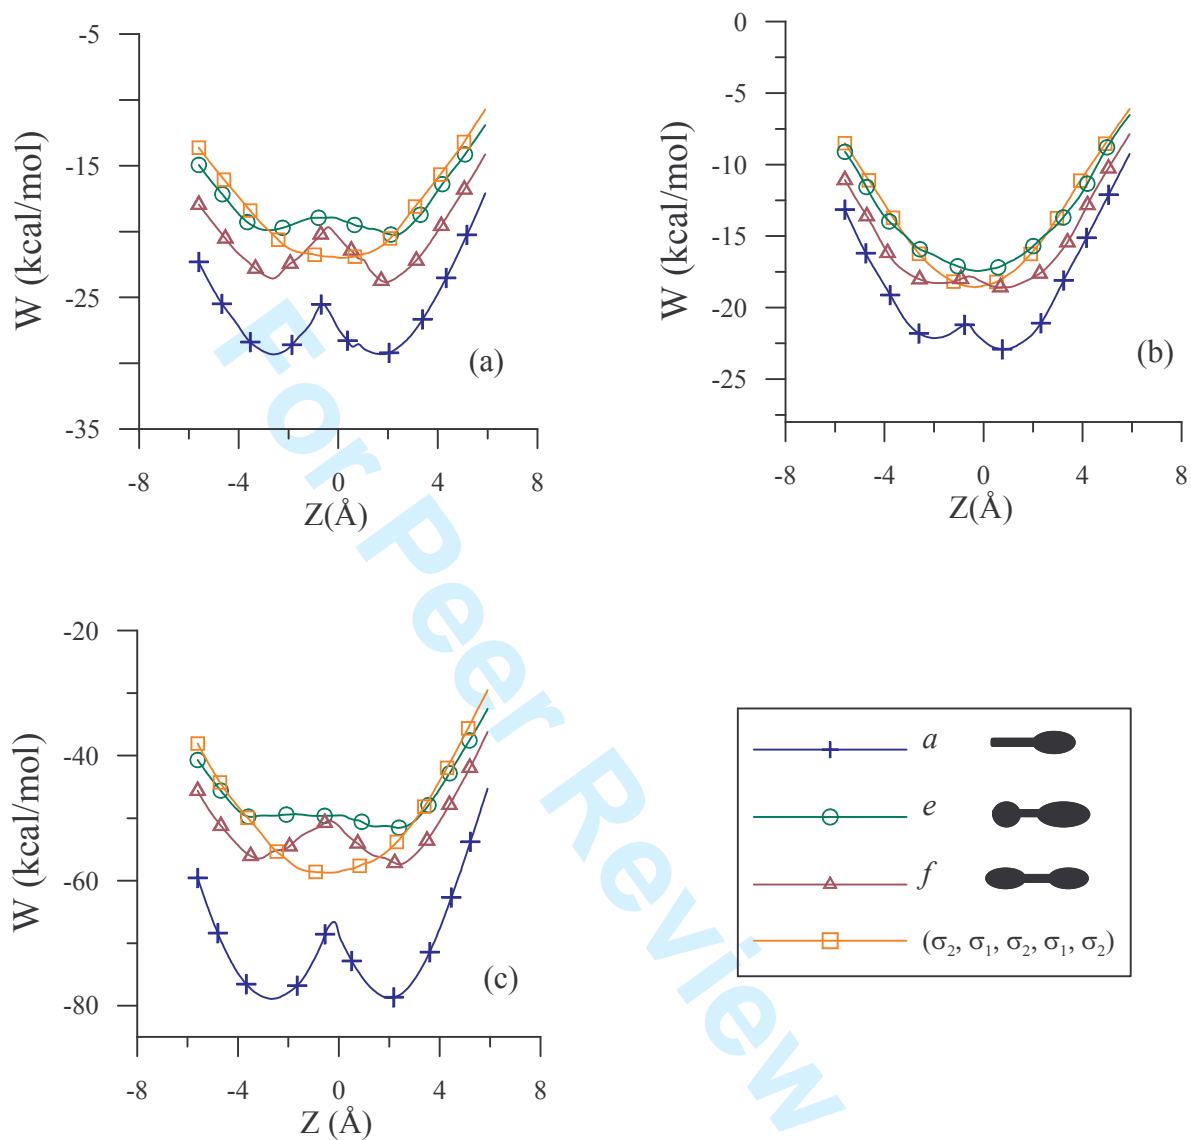 -5
-15
-25
-35
W (kcal/mol)
-8 -4 0 4 8
Z(Å)
(a)
0
-5
-10
-15
-20
-25
W (kcal/mol)
-8 -4 0 4 8
Z(Å)
(b)
-20
-40
-60
-80
W (kcal/mol)
-8 -4 0 4 8
Z (Å)
(c)
a
e
f
(σ₂, σ₁, σ₂, σ₁, σ₂)
For Peer Review